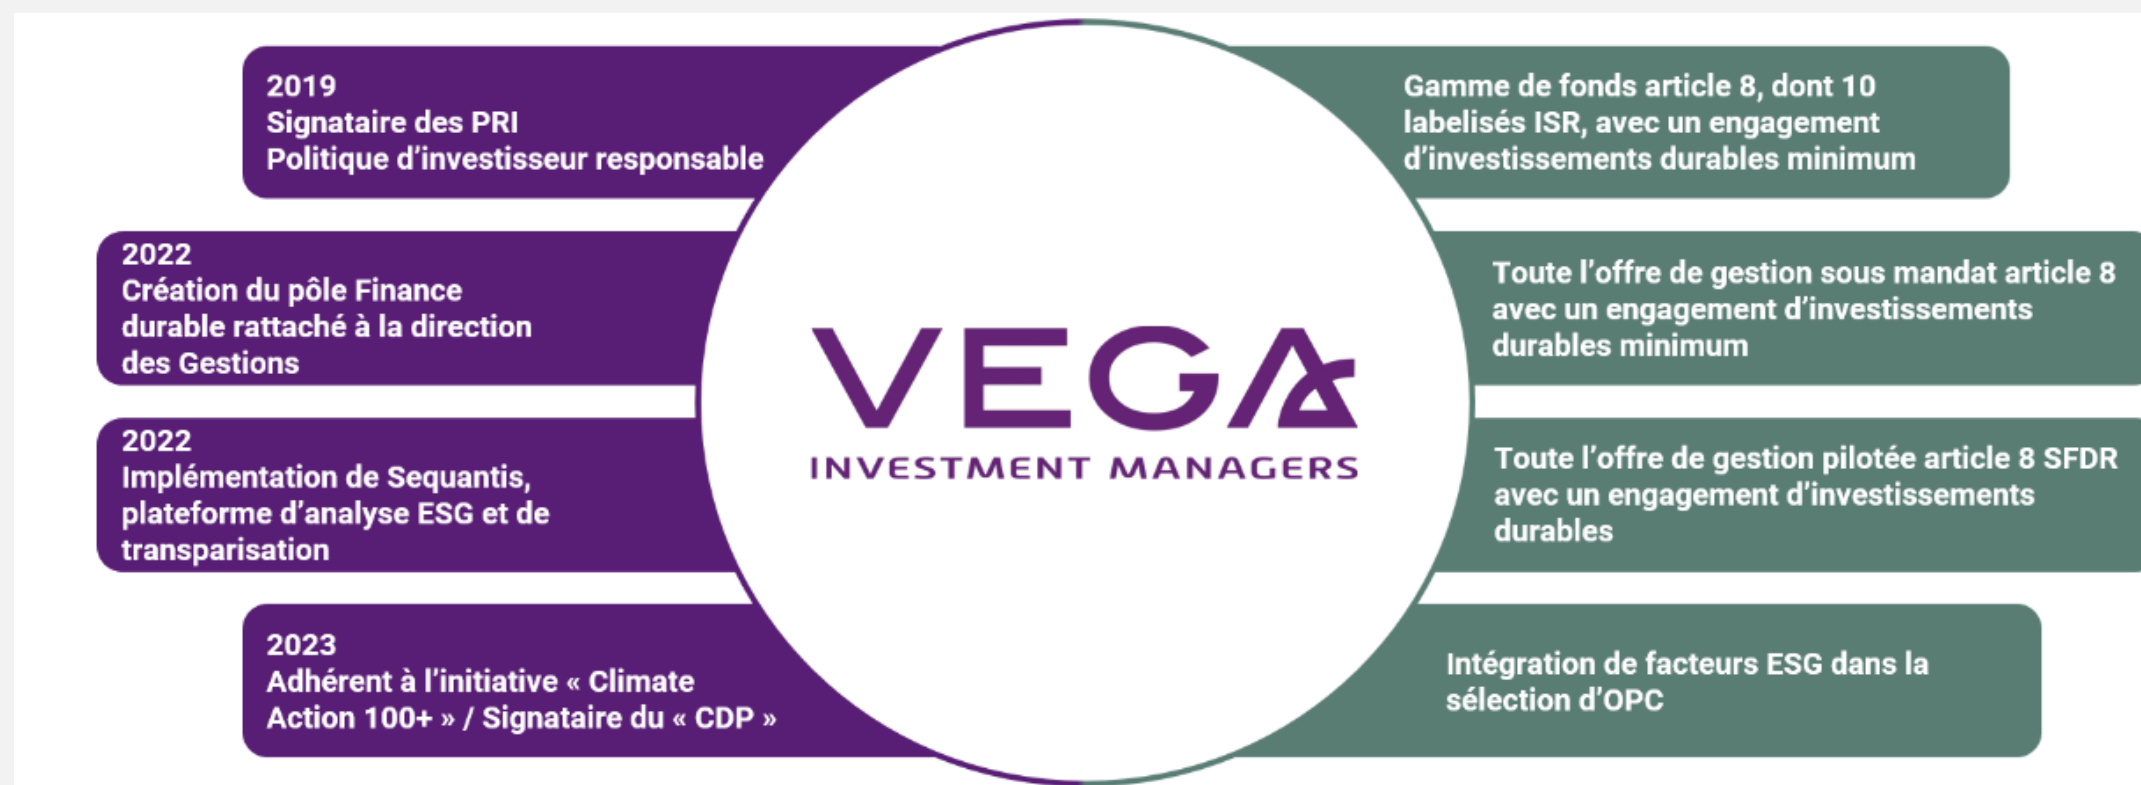 2019
Signataire des PRI
Politique d’investisseur responsable
2022
Création du pôle Finance
durable rattaché à la direction
des Gestions
2022
Implémentation de Sequantis,
plateforme d’analyse ESG et de
transparisation
2023
Adhérent à l’initiative « Climate
Action 100+ » / Signataire du « CDP »
VEGA
INVESTMENT MANAGERS
Gamme de fonds article 8, dont 10
labelisés ISR, avec un engagement
d’investissements durables minimum
Toute l’offre de gestion sous mandat article 8
avec un engagement d’investissements
durables minimum
Toute l’offre de gestion pilotée article 8 SFDR
avec un engagement d’investissements
durables
Intégration de facteurs ESG dans la
sélection d’OPC